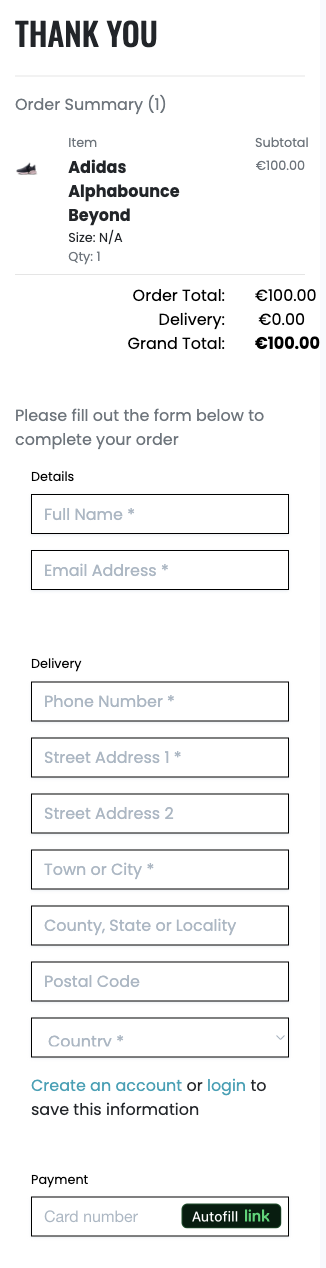 THANK YOU
Order Summary (1)
Item Subtotal
Adidas €100.00
Alphabounce
Beyond
Size: N/A
Qty: 1
Order Total: €100.00
Delivery: €0.00
Grand Total: €100.00
Please fill out the form below to
complete your order
Details
Full Name *
Email Address *
Delivery
Phone Number *
Street Address 1 *
Street Address 2
Town or City *
County, State or Locality
Postal Code
Country *
Create an account or login to
save this information
Payment
Card number Autofill link